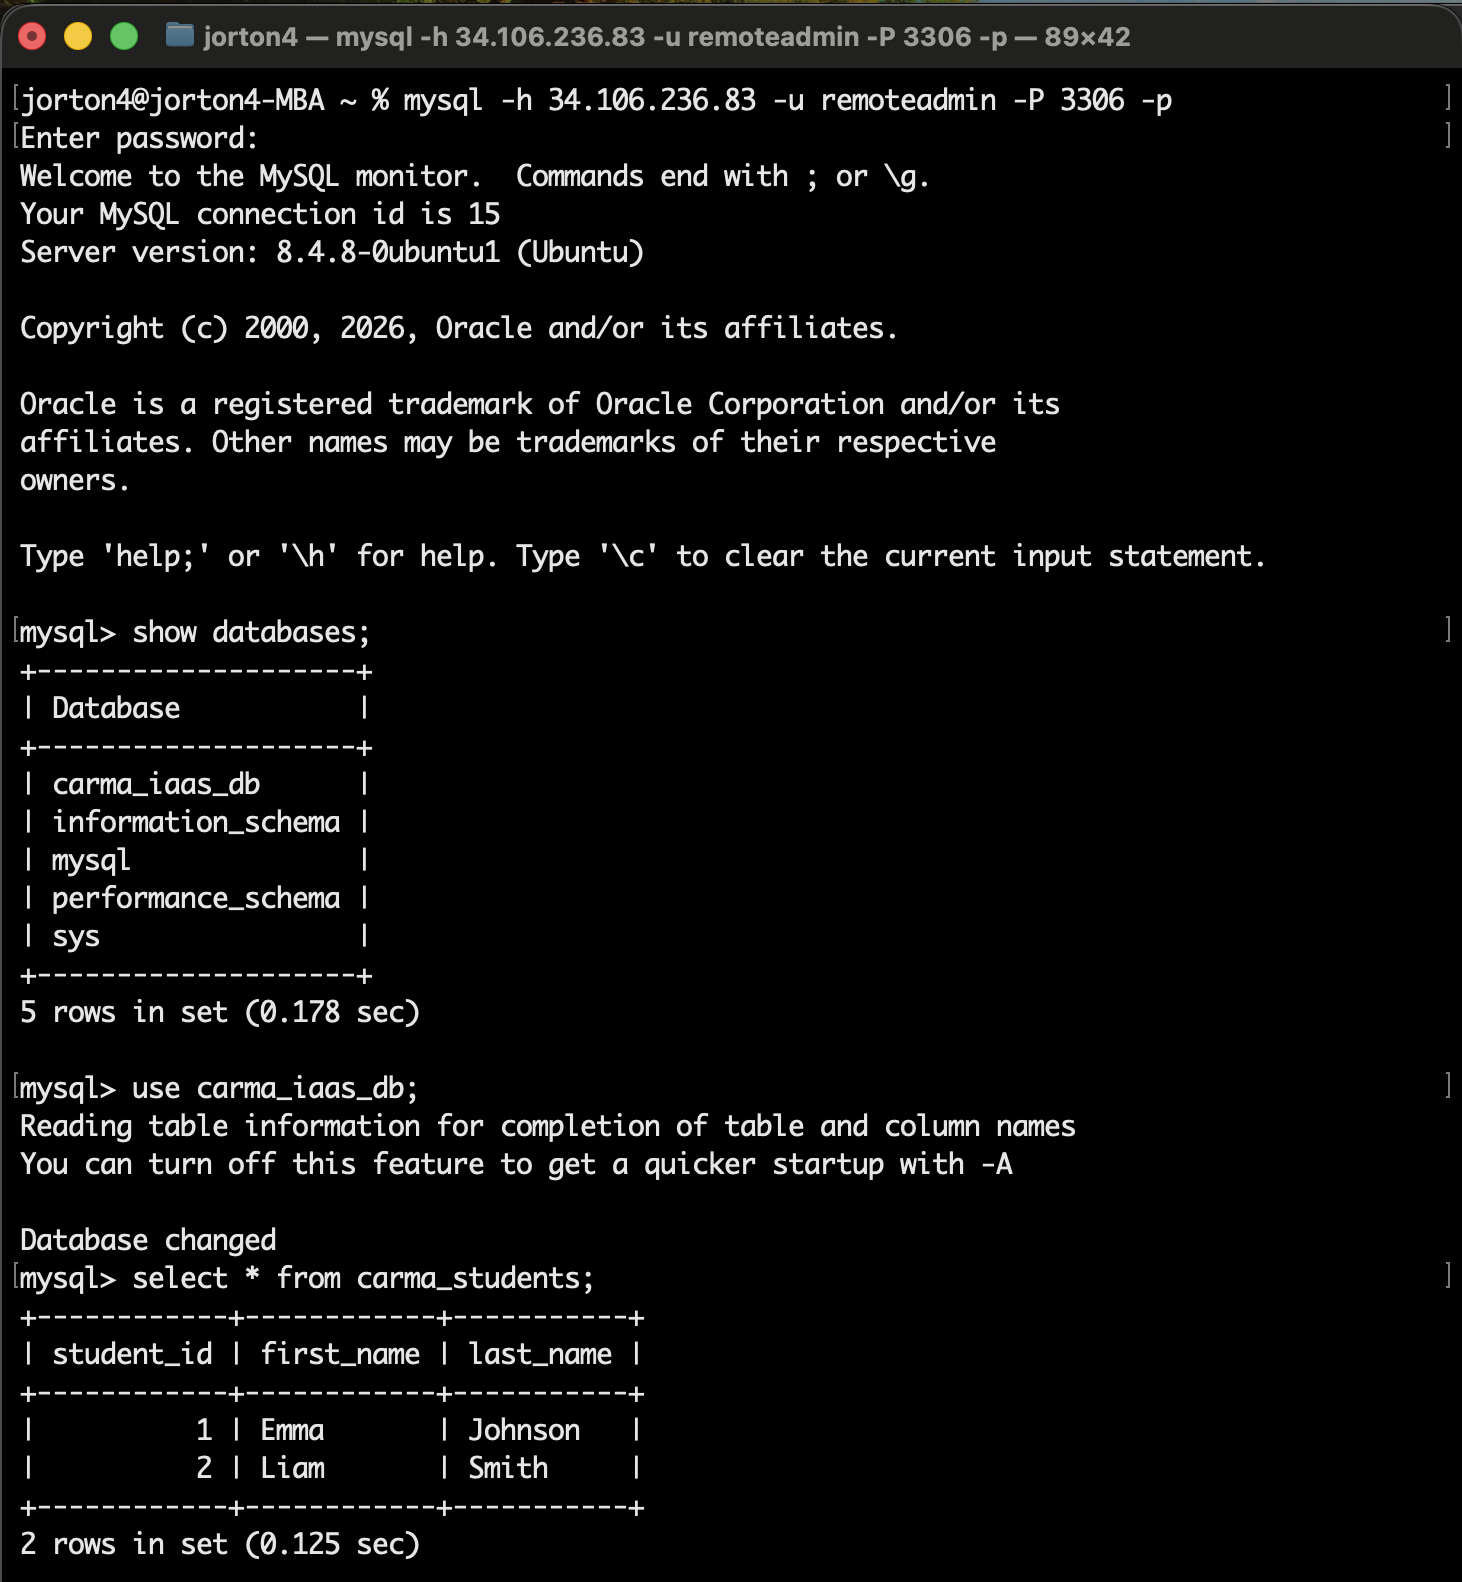 jorton4 — mysql -h 34.106.236.83 -u remoteadmin -P 3306 -p — 89×42
[jorton4@jorton4-MBA ~ % mysql -h 34.106.236.83 -u remoteadmin -P 3306 -p ]
[Enter password: ]
Welcome to the MySQL monitor.  Commands end with ; or \g.
Your MySQL connection id is 15
Server version: 8.4.8-0ubuntu1 (Ubuntu)

Copyright (c) 2000, 2026, Oracle and/or its affiliates.

Oracle is a registered trademark of Oracle Corporation and/or its
affiliates. Other names may be trademarks of their respective
owners.

Type 'help;' or '\h' for help. Type '\c' to clear the current input statement.

[mysql> show databases; ]
+--------------------+
| Database           |
+--------------------+
| carma_iaas_db      |
| information_schema |
| mysql              |
| performance_schema |
| sys                |
+--------------------+
5 rows in set (0.178 sec)

[mysql> use carma_iaas_db; ]
Reading table information for completion of table and column names
You can turn off this feature to get a quicker startup with -A

Database changed
[mysql> select * from carma_students; ]
+------------+------------+-----------+
| student_id | first_name | last_name |
+------------+------------+-----------+
|          1 | Emma       | Johnson   |
|          2 | Liam       | Smith     |
+------------+------------+-----------+
2 rows in set (0.125 sec)